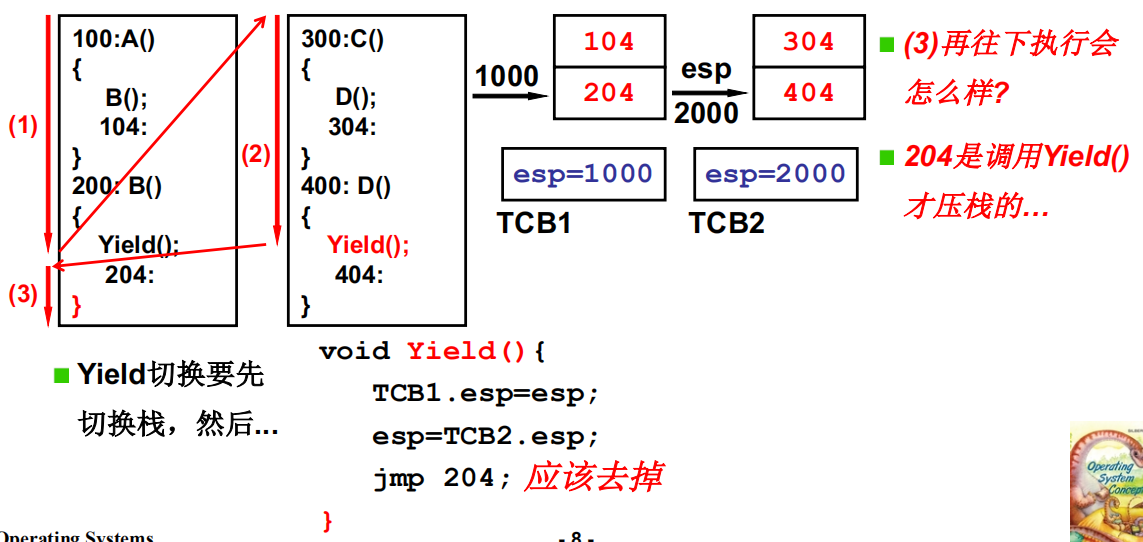 100:A()
{
B();
104:
}
200: B()
{
Yield();
204:
}
(1)
(2)
(3)
300:C()
{
D();
304:
}
400: D()
{
Yield();
404:
}
1000
104
204
esp
2000
304
404
esp=1000
TCB1
esp=2000
TCB2
(3)再往下执行会
怎么样?
204是调用Yield()
才压栈的...
Yield切换要先
切换栈，然后...
void Yield(){
TCB1.esp=esp;
esp=TCB2.esp;
jmp 204; 应该去掉
}
Operating
System
Concepts
Operating Systems
- 8 -